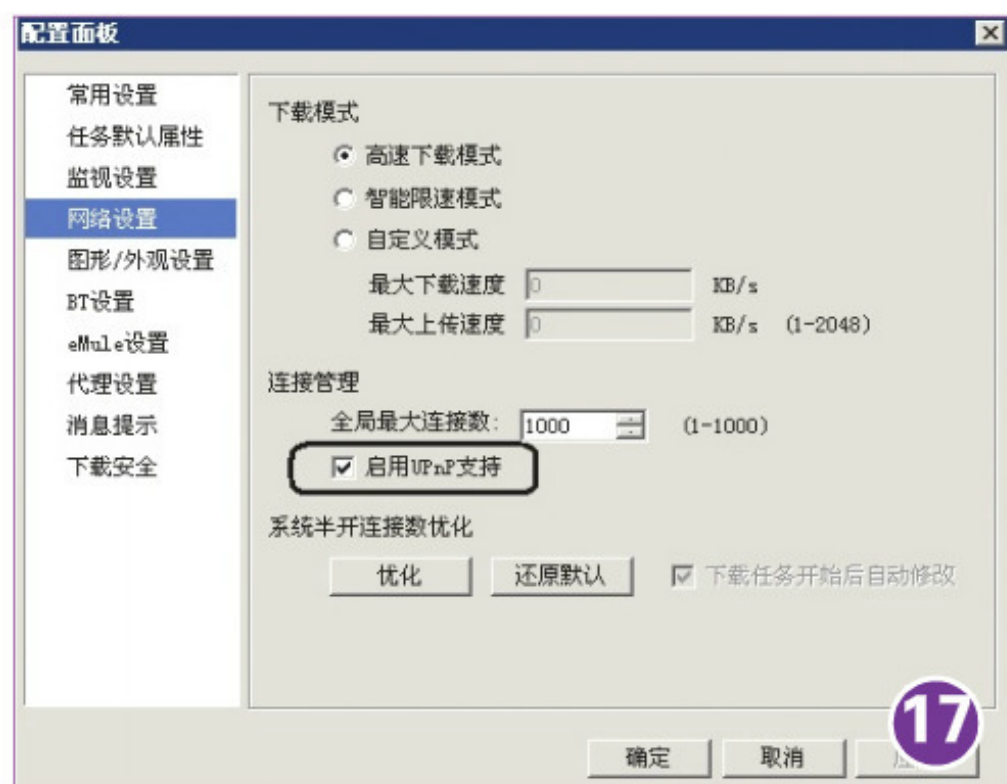 配置面板
常用设置
任务默认属性
监视设置
网络设置
图形/外观设置
BT设置
eMule设置
代理设置
消息提示
下载安全
下载模式
高速下载模式
智能限速模式
自定义模式
最大下载速度 0 KB/s
最大上传速度 0 KB/s (1-2048)
连接管理
全局最大连接数: 1000 (1-1000)
启用UPnP支持
系统半开连接数优化
优化 还原默认 下载任务开始后自动修改
17
确定 取消